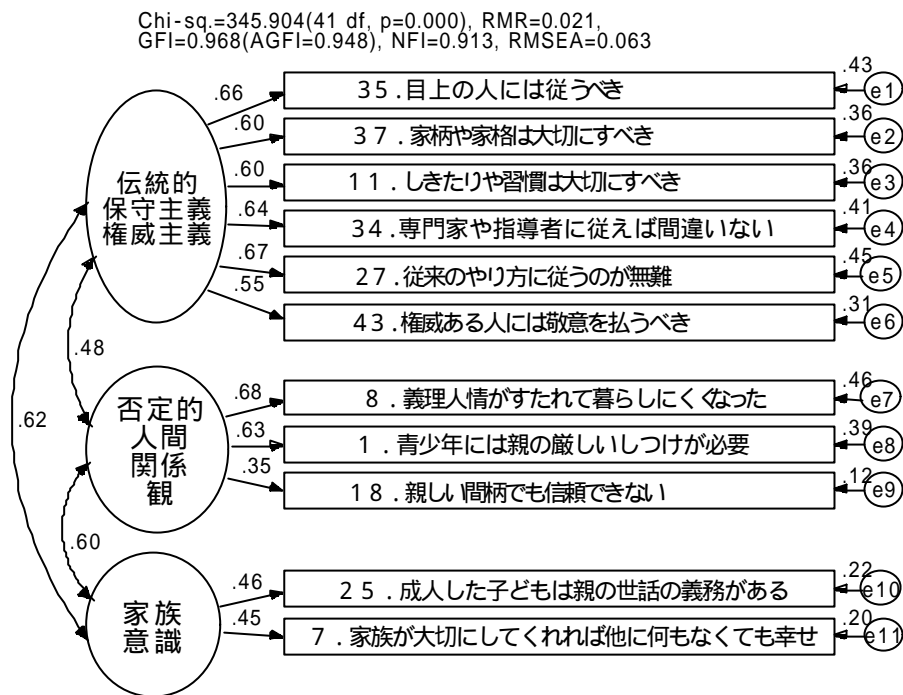 Chi-sq.=345.904(41 df, p=0.000), RMR=0.021,
GFI=0.968(AGFI=0.948), NFI=0.913, RMSEA=0.063
伝統的
保守主義
権威主義
.66
35.目上の人には従うべき
.43
e1
.60
37.家柄や家格は大切にすべき
.36
e2
.60
11.しきたりや習慣は大切にすべき
.36
e3
.64
34.専門家や指導者に従えば間違いない
.41
e4
.67
27.従来のやり方に従うのが無難
.45
e5
.55
43.権威ある人には敬意を払うべき
.31
e6
.48
.62
否定的
人間
関係
観
.68
8.義理人情がすたれて暮らしにくくなった
.46
e7
.63
1.青少年には親の厳しいしつけが必要
.39
e8
.35
18.親しい間柄でも信頼できない
.12
e9
.60
家族
意識
.46
25.成人した子どもは親の世話の義務がある
.22
e10
.45
7.家族が大切にしてくれれば他に何もなくても幸せ
.20
e11